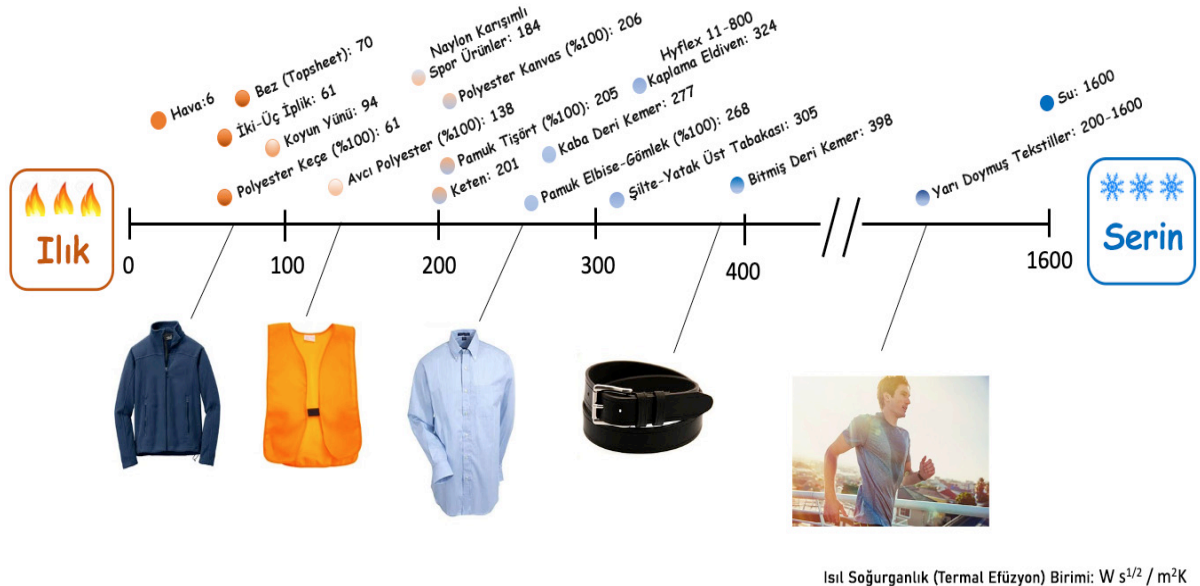 Hava:6
Bez (Topsheet): 70
İki-Üç İplik: 61
Koyun Yünü: 94
Polyester Keçe (%100): 61
Avcı Polyester (%100): 138
Naylon Karışımlı
Spor Ürünler: 184
Polyester Kanvas (%100): 206
Pamuk Tişört (%100): 205
Keten: 201
Hyflex 11-800
Kaplama Eldiven: 324
Kaba Deri Kemer: 277
Pamuk Elbise-Gömlek (%100): 268
Şilte-Yatak Üst Tabakası: 305
Bitmiş Deri Kemer: 398
Su: 1600
Yarı Doymuş Tekstiller: 200-1600
Ilık
Serin
0
100
200
300
400
1600
Isıl Soğurganlık (Termal Efüzyon) Birimi: W s^1/2 / m²K